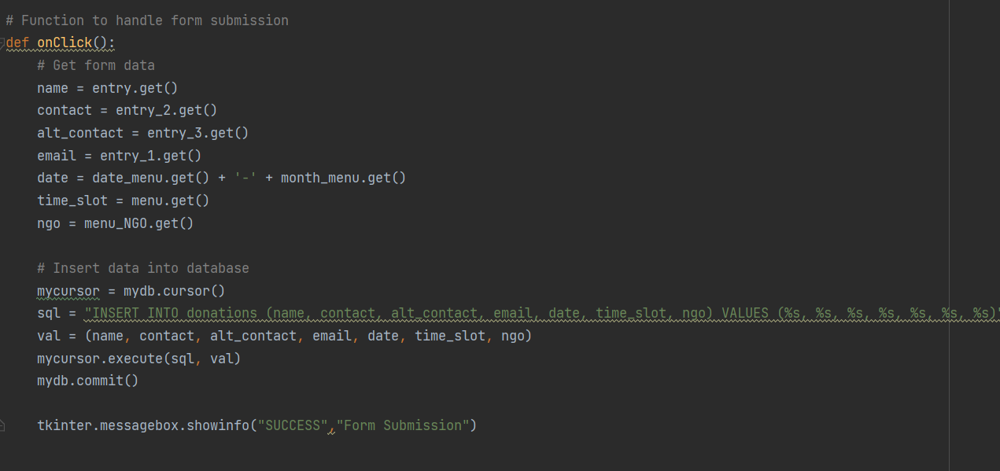 # Function to handle form submission
def onClick():
    # Get form data
    name = entry.get()
    contact = entry_2.get()
    alt_contact = entry_3.get()
    email = entry_1.get()
    date = date_menu.get() + '-' + month_menu.get()
    time_slot = menu.get()
    ngo = menu_NGO.get()
    # Insert data into database
    mycursor = mydb.cursor()
    sql = "INSERT INTO donations (name, contact, alt_contact, email, date, time_slot, ngo) VALUES (%s, %s, %s, %s, %s, %s, %s)"
    val = (name, contact, alt_contact, email, date, time_slot, ngo)
    mycursor.execute(sql, val)
    mydb.commit()
    tkinter.messagebox.showinfo("SUCCESS","Form Submission")